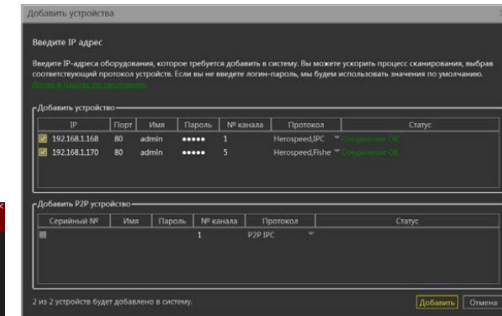 Добавить устройства
Введите IP адрес
Введите IP-адреса оборудования, которое требуется добавить в систему. Вы можете ускорить процесс сканирования, выбрав
соответствующий протокол устройств. Если вы не введете логин-пароль, мы будем использовать значения по умолчанию.
Добавить устройство
IP Порт Имя Пароль № канала Протокол Статус
192.168.1.168 80 admin ●●●●● 1 Herospeed,IPC Соединение OK
192.168.1.170 80 admin ●●●●● 5 Herospeed,Fishe Соединение OK
Добавить P2P устройство
Серийный № Имя Пароль № канала Протокол Статус
1 P2P IPC
2 из 2 устройств будет добавлено в систему.
Добавить Отмена